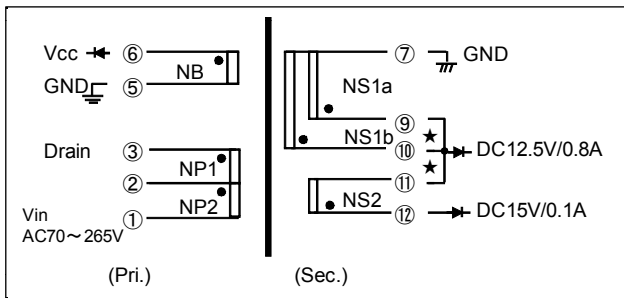 Vcc ⑥ NB ⑦ GND
GND ⑤ NS1a
⑨ ★
NS1b
Drain ③ NP1 ⑩ DC12.5V/0.8A
★
② NP2 ⑪
NS2
Vin ① ⑫ DC15V/0.1A
AC70~265V
(Pri.) (Sec.)